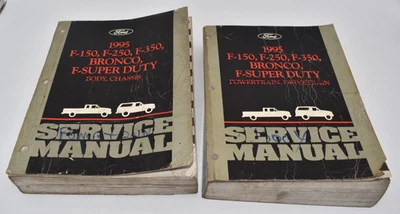 Ford
1995
F-150, F-250, F-350,
BRONCO,
F-SUPER DUTY
BODY, CHASSIS
SERVICE
MANUAL
Ford
1995
F-150, F-250, F-350,
BRONCO,
F-SUPER DUTY
POWERTRAIN, DRIVETRAIN
SERVICE
MANUAL